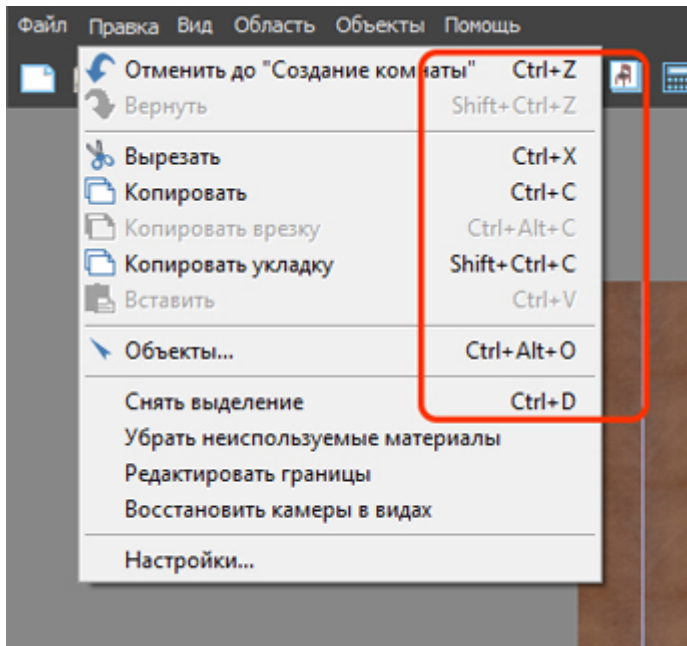 Файл Правка Вид Область Объекты Помощь
Отменить до "Создание комнаты" Ctrl+Z
Вернуть Shift+Ctrl+Z
Вырезать Ctrl+X
Копировать Ctrl+C
Копировать врезку Ctrl+Alt+C
Копировать укладку Shift+Ctrl+C
Вставить Ctrl+V
Объекты... Ctrl+Alt+O
Снять выделение Ctrl+D
Убрать неиспользуемые материалы
Редактировать границы
Восстановить камеры в видах
Настройки...